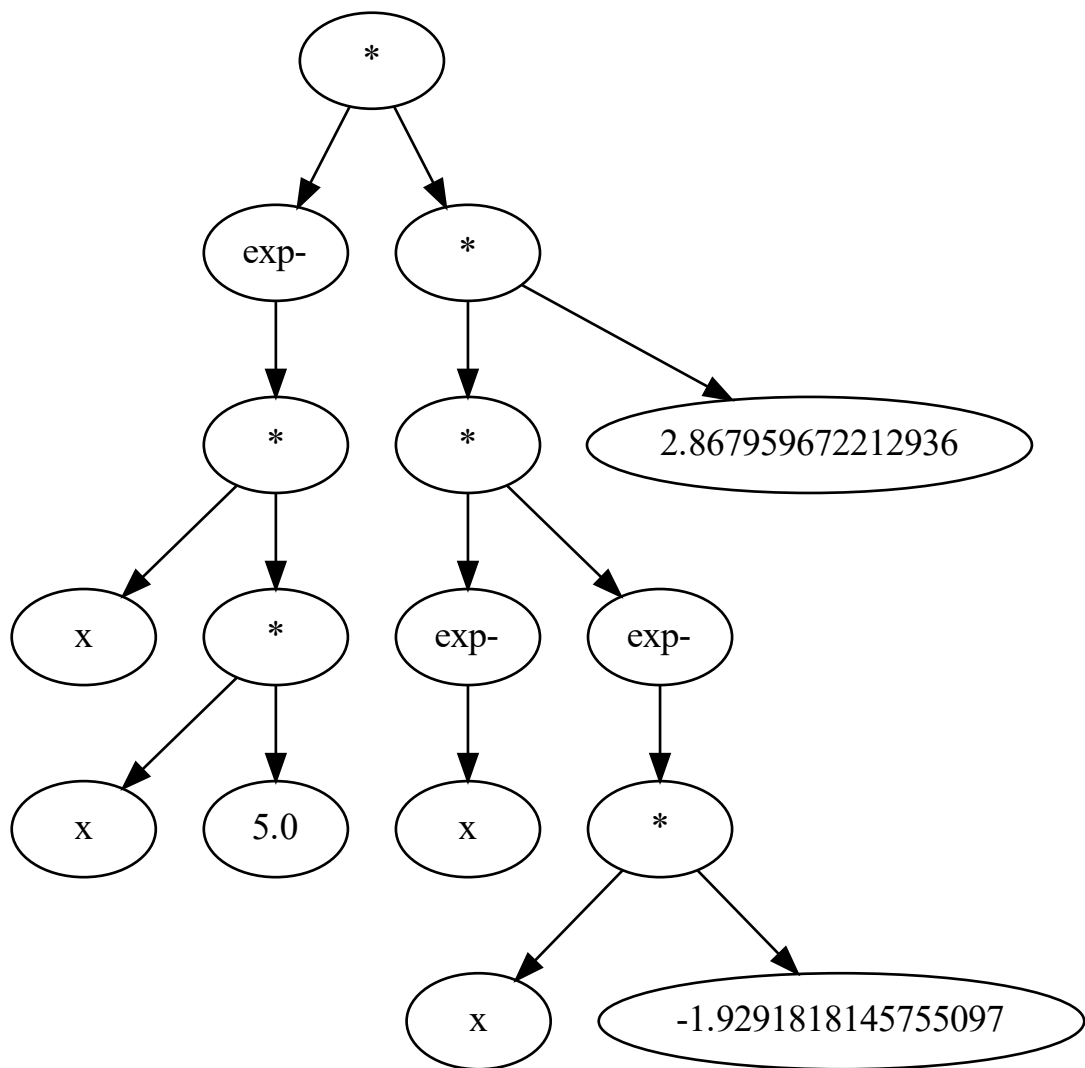 *
exp-
*
*
*
2.867959672212936
x
*
exp-
exp-
x
5.0
x
*
x
-1.9291818145755097